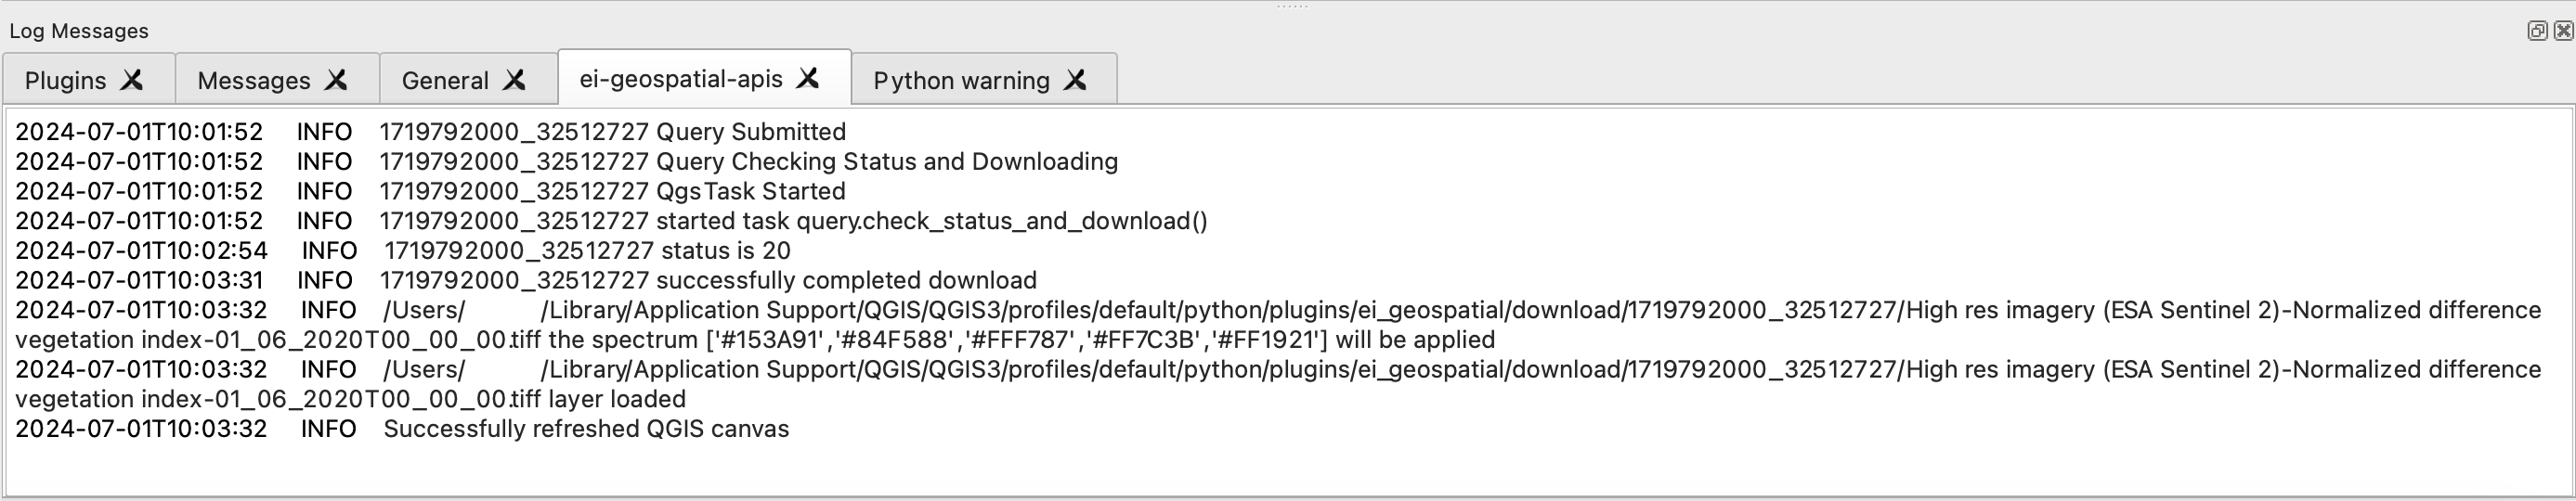 Log Messages
Plugins Messages General ei-geospatial-apis Python warning
2024-07-01T10:01:52 INFO 1719792000_32512727 Query Submitted
2024-07-01T10:01:52 INFO 1719792000_32512727 Query Checking Status and Downloading
2024-07-01T10:01:52 INFO 1719792000_32512727 QgsTask Started
2024-07-01T10:01:52 INFO 1719792000_32512727 started task query.check_status_and_download()
2024-07-01T10:02:54 INFO 1719792000_32512727 status is 20
2024-07-01T10:03:31 INFO 1719792000_32512727 successfully completed download
2024-07-01T10:03:32 INFO /Users/ /Library/Application Support/QGIS/QGIS3/profiles/default/python/plugins/ei_geospatial/download/1719792000_32512727/High res imagery (ESA Sentinel 2)-Normalized difference
vegetation index-01_06_2020T00_00_00.tiff the spectrum ['#153A91','#84F588','#FFF787','#FF7C3B','#FF1921'] will be applied
2024-07-01T10:03:32 INFO /Users/ /Library/Application Support/QGIS/QGIS3/profiles/default/python/plugins/ei_geospatial/download/1719792000_32512727/High res imagery (ESA Sentinel 2)-Normalized difference
vegetation index-01_06_2020T00_00_00.tiff layer loaded
2024-07-01T10:03:32 INFO Successfully refreshed QGIS canvas